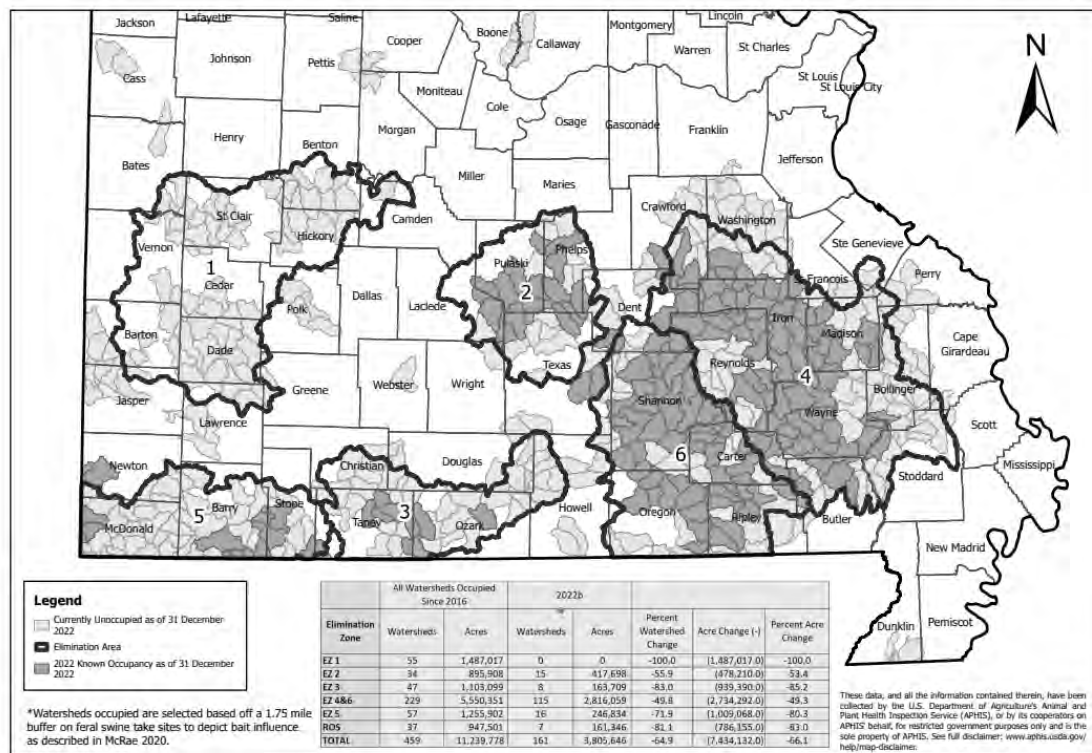 Jackson
Lafayette
Saline
Cooper
Boone
Callaway
Montgomery
Lincoln
Warren
St Charles
N
Cass
Johnson
Pettis
Moniteau
Cole
Osage
Gasconade
Franklin
St Louis
St Louis City
Henry
Morgan
Jefferson
Bates
Benton
Miller
Maries
Camden
Crawford
Washington
St Clair
Vernon
Hickory
Phelps
Pulaski
Ste Genevieve
St Francois
Perry
1
Cedar
2
Polk
Dallas
Laclede
Dent
Iron
Madison
Cape
Girardeau
Barton
Dade
Texas
Reynolds
4
Bollinger
Greene
Webster
Wright
Jasper
Shannon
Wayne
Scott
Lawrence
6
Carter
Mississippi
Newton
Christian
Douglas
Stoddard
Barry
Stone
5
Taney
3
Ozark
Howell
Oregon
Ripley
Butler
McDonald
New Madrid
Dunklin
Pemiscot
Legend
Currently Unoccupied as of 31 December
2022
Elimination Area
2022 Known Occupancy as of 31 December
2022
*Watersheds occupied are selected based off a 1.75 mile
buffer on feral swine take sites to depict bait influence
as described in McRae 2020.
All Watersheds Occupied
Since 2016
2022b
Elimination
Zone
Watersheds Acres Watersheds Acres
Percent
Watershed
Change
Acre Change (-)
Percent Acre
Change
EZ 1 55 1,487,017 0 0 -100.0 (1,487,017.0) -100.0
EZ 2 34 895,908 15 417,698 -55.9 (478,210.0) -53.4
EZ 3 47 1,103,099 8 163,709 -83.0 (939,390.0) -85.2
EZ 4&6 229 5,550,351 115 2,816,059 -49.8 (2,734,292.0) -49.3
EZ 5 57 1,255,902 16 246,834 -71.9 (1,009,068.0) -80.3
ROS 37 947,501 7 161,346 -81.1 (786,155.0) -83.0
TOTAL 459 11,239,778 161 3,805,646 -64.9 (7,434,132.0) -66.1
These data, and all the information contained therein, have been
collected by the U.S. Department of Agriculture's Animal and
Plant Health Inspection Service (APHIS), or by its cooperators on
APHIS' behalf, for restricted government purposes only and is the
sole property of APHIS. See full disclaimer; www.aphis.usda.gov/
help/map-disclaimer.